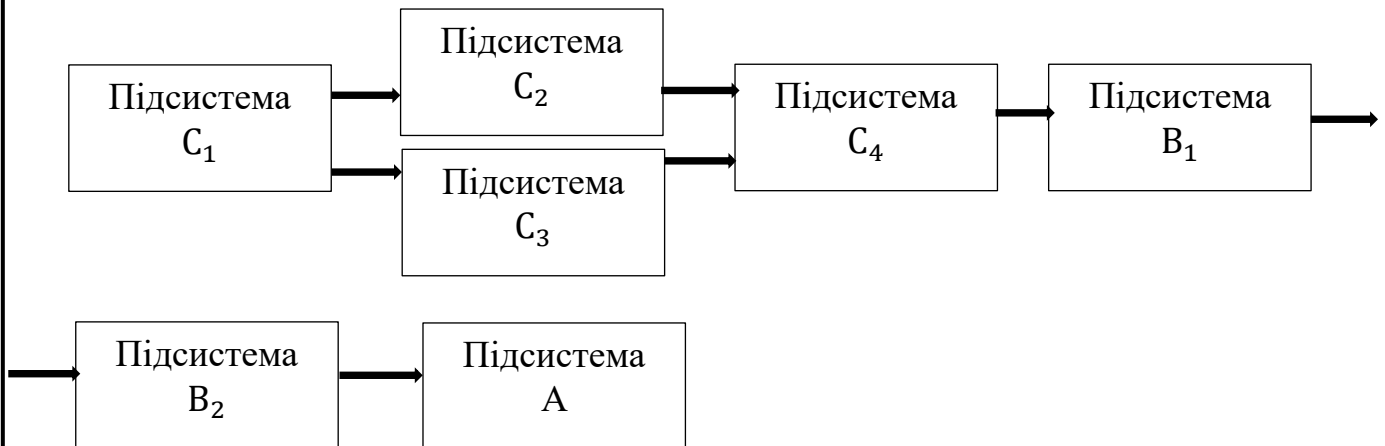 Підсистема
C₁
Підсистема
C₂
Підсистема
C₃
Підсистема
C₄
Підсистема
B₁
Підсистема
B₂
Підсистема
А